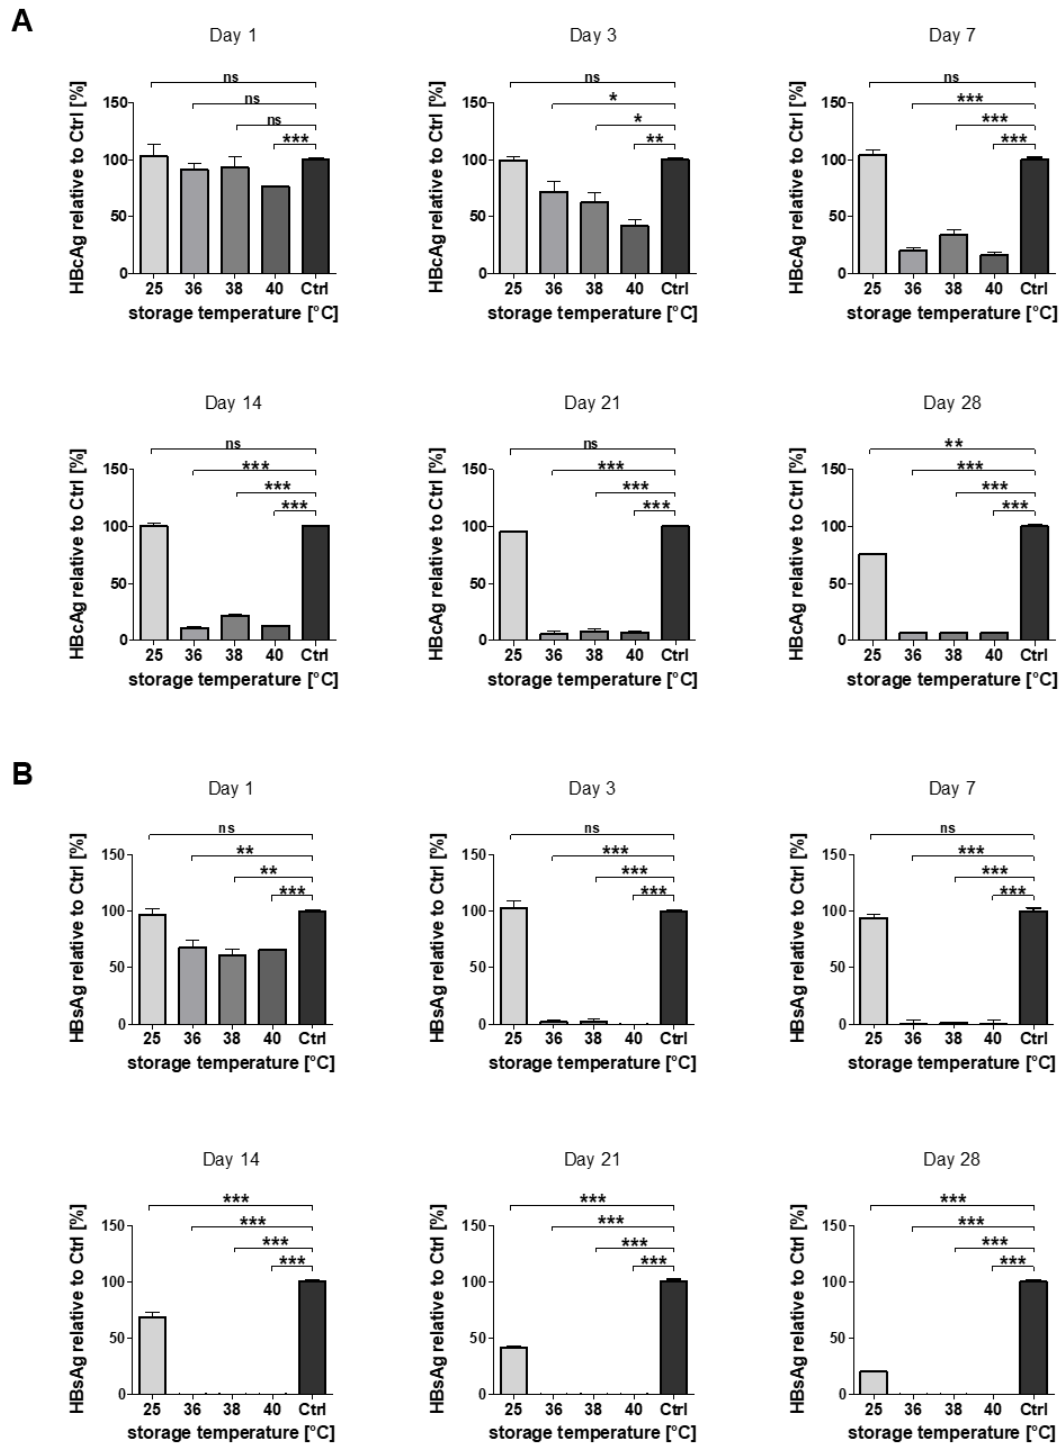 A
Day 1
Day 3
Day 7
HBcAg relative to Ctrl [%]
ns
ns
ns
***
150
100
50
0
25 36 38 40 Ctrl
storage temperature [°C]
HBcAg relative to Ctrl [%]
ns
*
*
**
150
100
50
0
25 36 38 40 Ctrl
storage temperature [°C]
HBcAg relative to Ctrl [%]
ns
***
***
***
150
100
50
0
25 36 38 40 Ctrl
storage temperature [°C]
Day 14
Day 21
Day 28
HBcAg relative to Ctrl [%]
ns
***
***
***
150
100
50
0
25 36 38 40 Ctrl
storage temperature [°C]
HBcAg relative to Ctrl [%]
ns
***
***
***
150
100
50
0
25 36 38 40 Ctrl
storage temperature [°C]
HBcAg relative to Ctrl [%]
**
***
***
***
150
100
50
0
25 36 38 40 Ctrl
storage temperature [°C]
B
Day 1
Day 3
Day 7
HBsAg relative to Ctrl [%]
ns
**
**
***
150
100
50
0
25 36 38 40 Ctrl
storage temperature [°C]
HBsAg relative to Ctrl [%]
ns
***
***
***
150
100
50
0
25 36 38 40 Ctrl
storage temperature [°C]
HBsAg relative to Ctrl [%]
ns
***
***
***
150
100
50
0
25 36 38 40 Ctrl
storage temperature [°C]
Day 14
Day 21
Day 28
HBsAg relative to Ctrl [%]
***
***
***
***
150
100
50
0
25 36 38 40 Ctrl
storage temperature [°C]
HBsAg relative to Ctrl [%]
***
***
***
***
150
100
50
0
25 36 38 40 Ctrl
storage temperature [°C]
HBsAg relative to Ctrl [%]
***
***
***
***
150
100
50
0
25 36 38 40 Ctrl
storage temperature [°C]